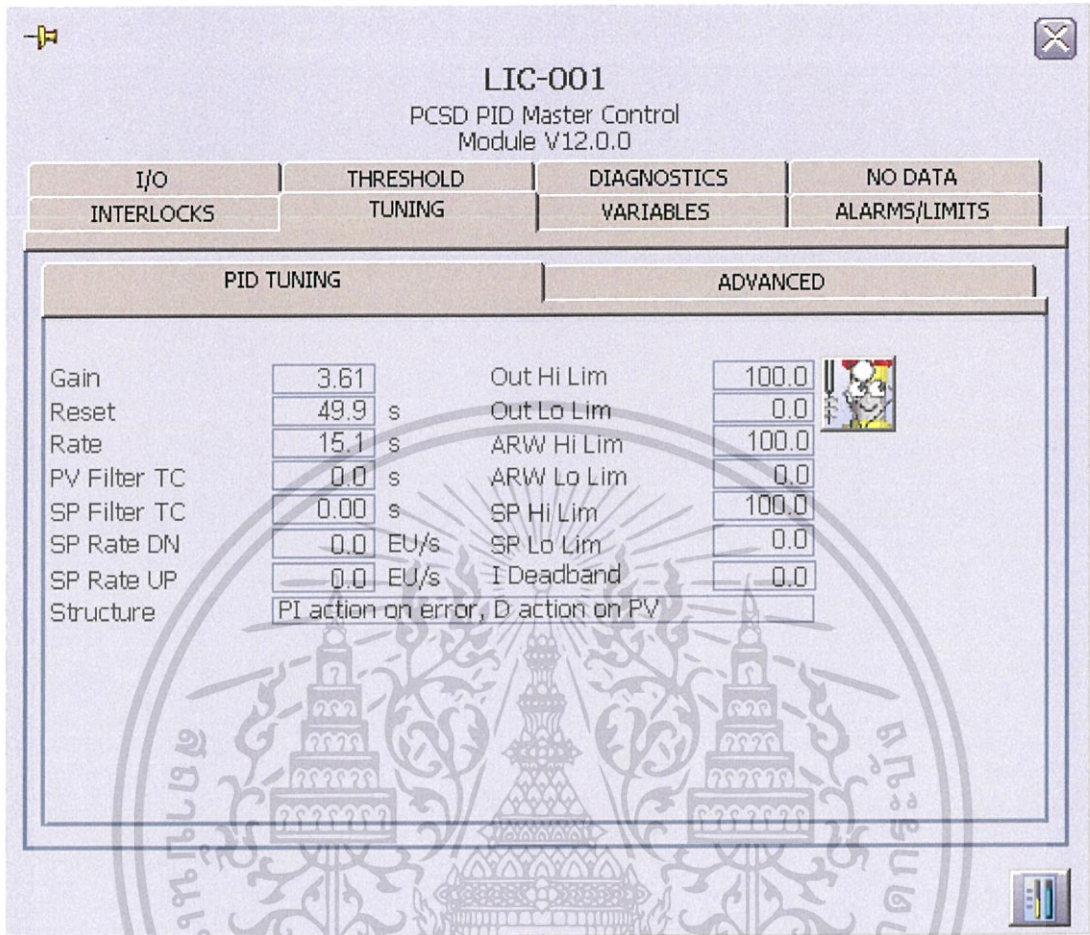 LIC-001
PCSD PID Master Control
Module V12.0.0
I/O THRESHOLD DIAGNOSTICS NO DATA
INTERLOCKS TUNING VARIABLES ALARMS/LIMITS
PID TUNING ADVANCED
Gain 3.61 Out Hi Lim 100.0
Reset 49.9 s Out Lo Lim 0.0
Rate 15.1 s ARW Hi Lim 100.0
PV Filter TC 0.0 s ARW Lo Lim 0.0
SP Filter TC 0.00 s SP Hi Lim 100.0
SP Rate DN 0.0 EU/s SP Lo Lim 0.0
SP Rate UP 0.0 EU/s I Deadband 0.0
Structure PI action on error, D action on PV